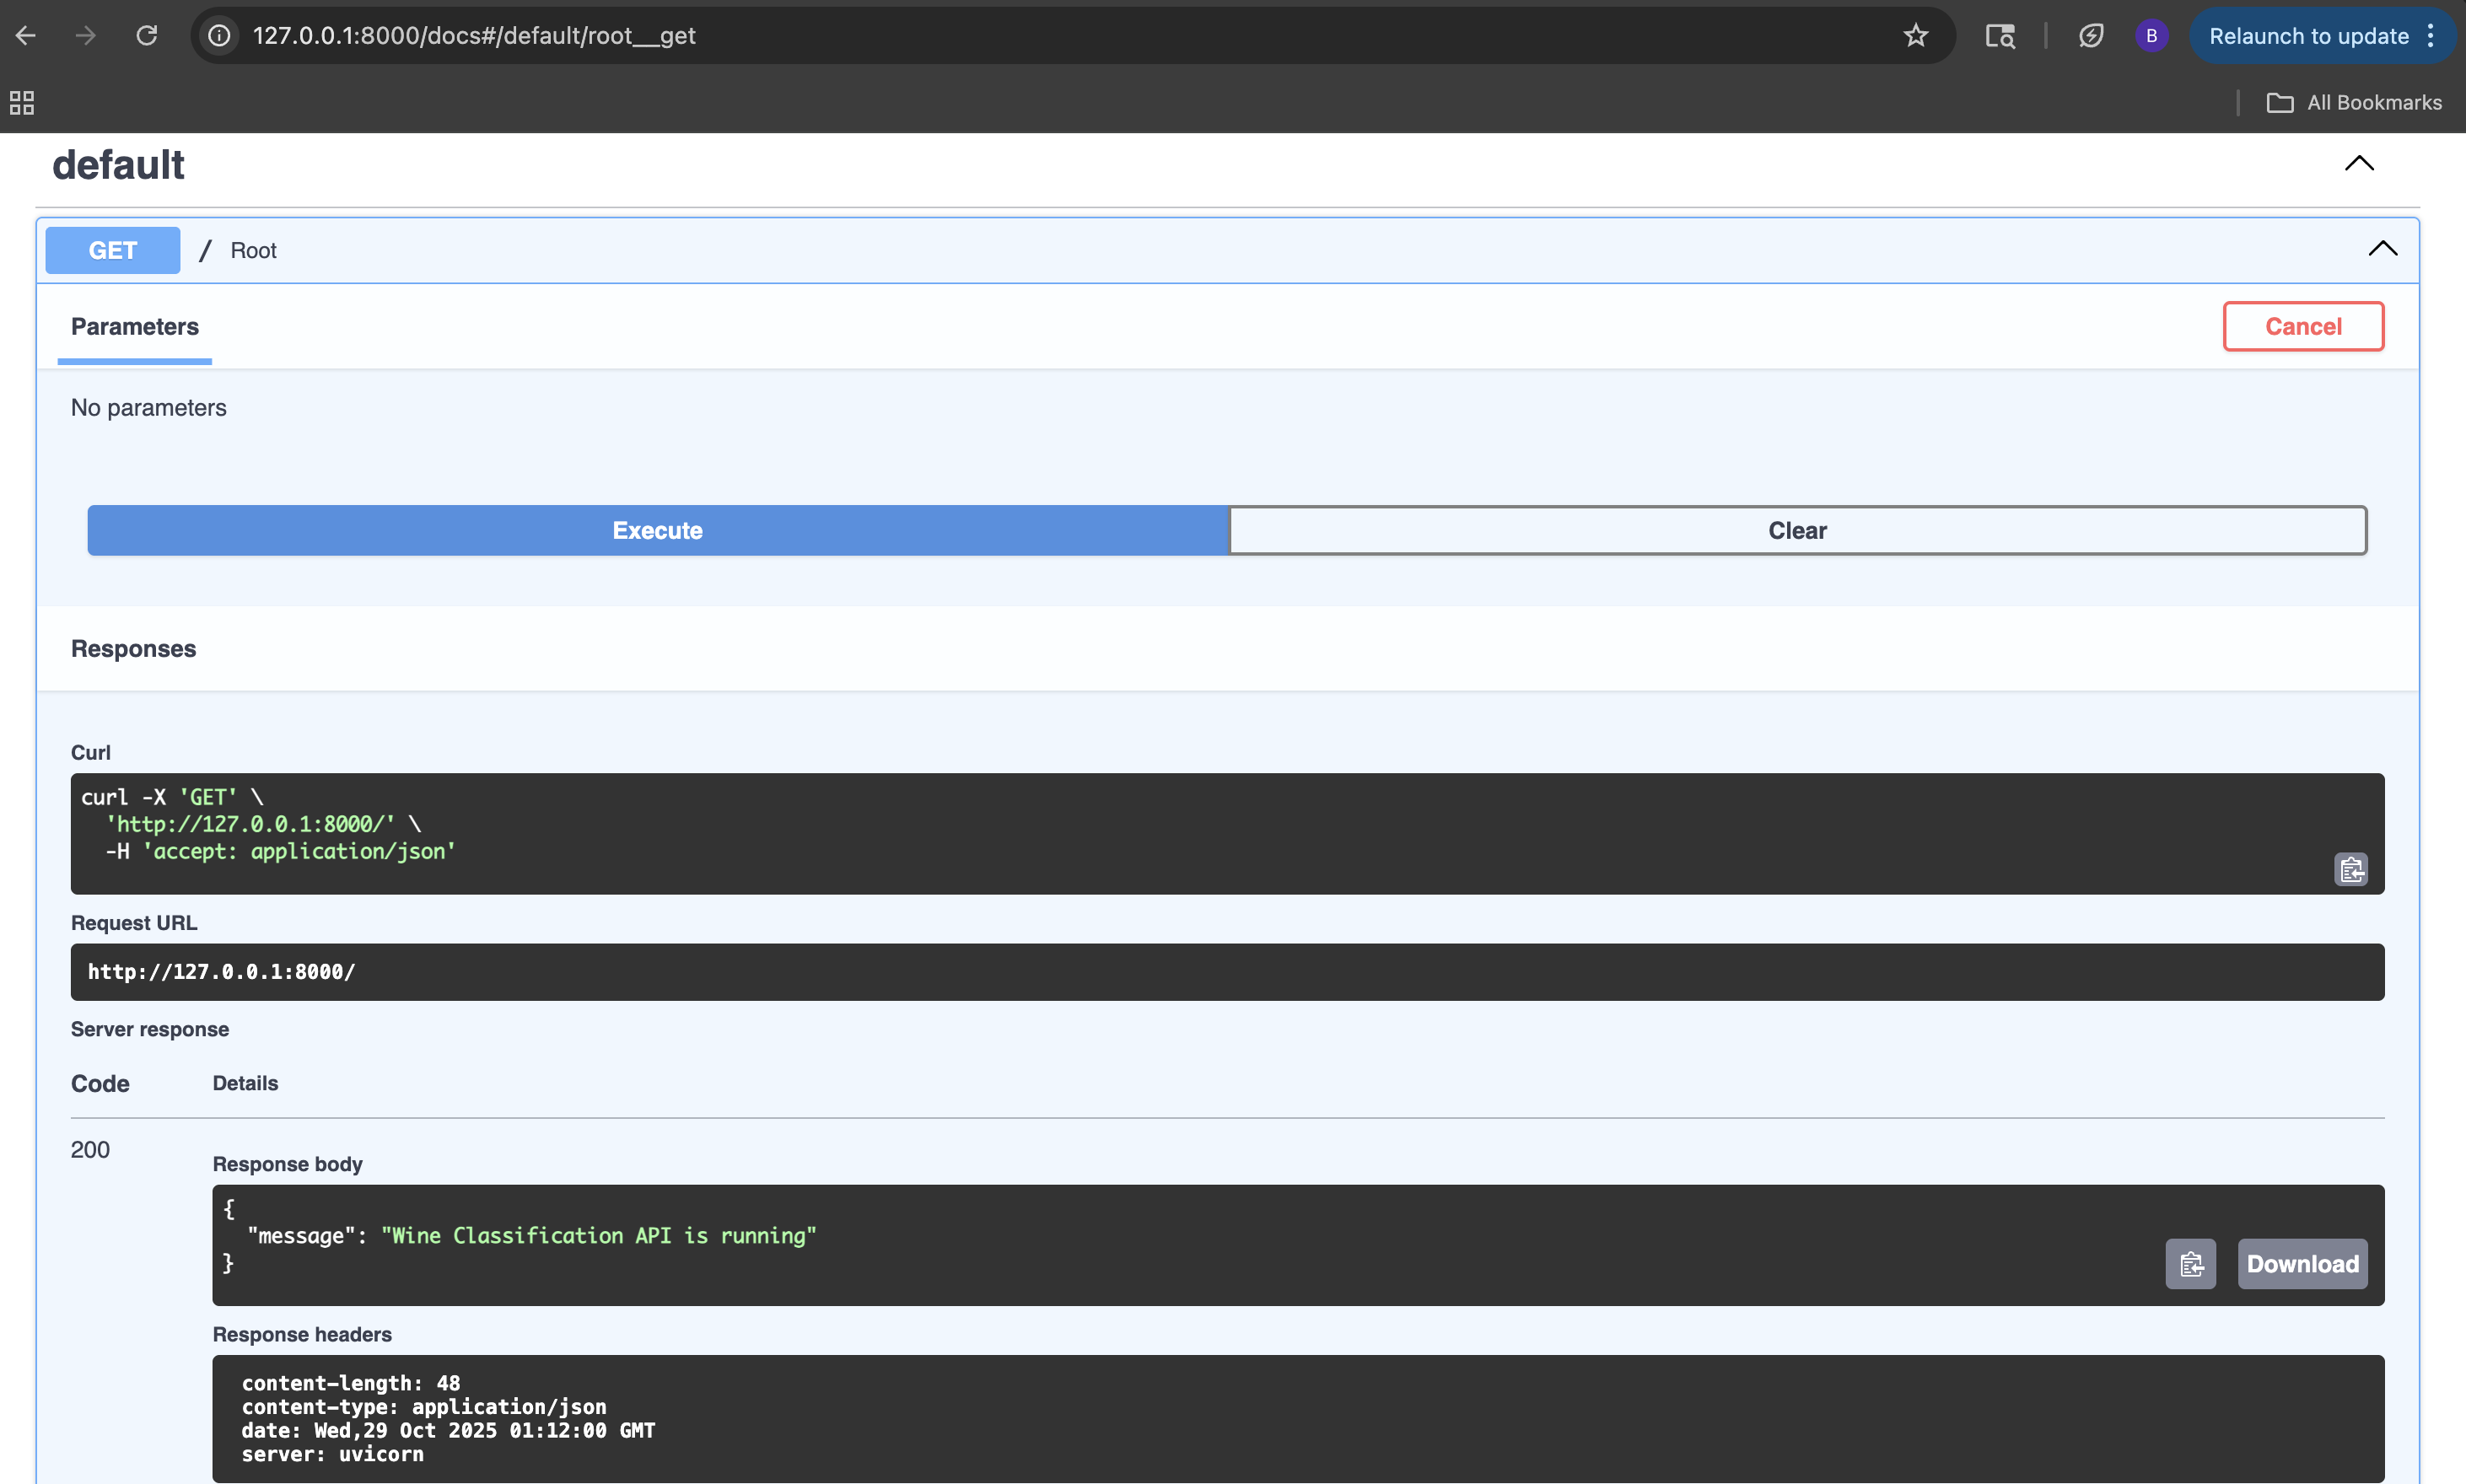 127.0.0.1:8000/docs#/default/root__get
B
Relaunch to update
All Bookmarks
default
GET / Root
Parameters
Cancel
No parameters
Execute
Clear
Responses
Curl
curl -X 'GET' \
  'http://127.0.0.1:8000/' \
  -H 'accept: application/json'
Request URL
http://127.0.0.1:8000/
Server response
Code Details
200
Response body
{
  "message": "Wine Classification API is running"
}
Download
Response headers
content-length: 48
content-type: application/json
date: Wed,29 Oct 2025 01:12:00 GMT
server: uvicorn